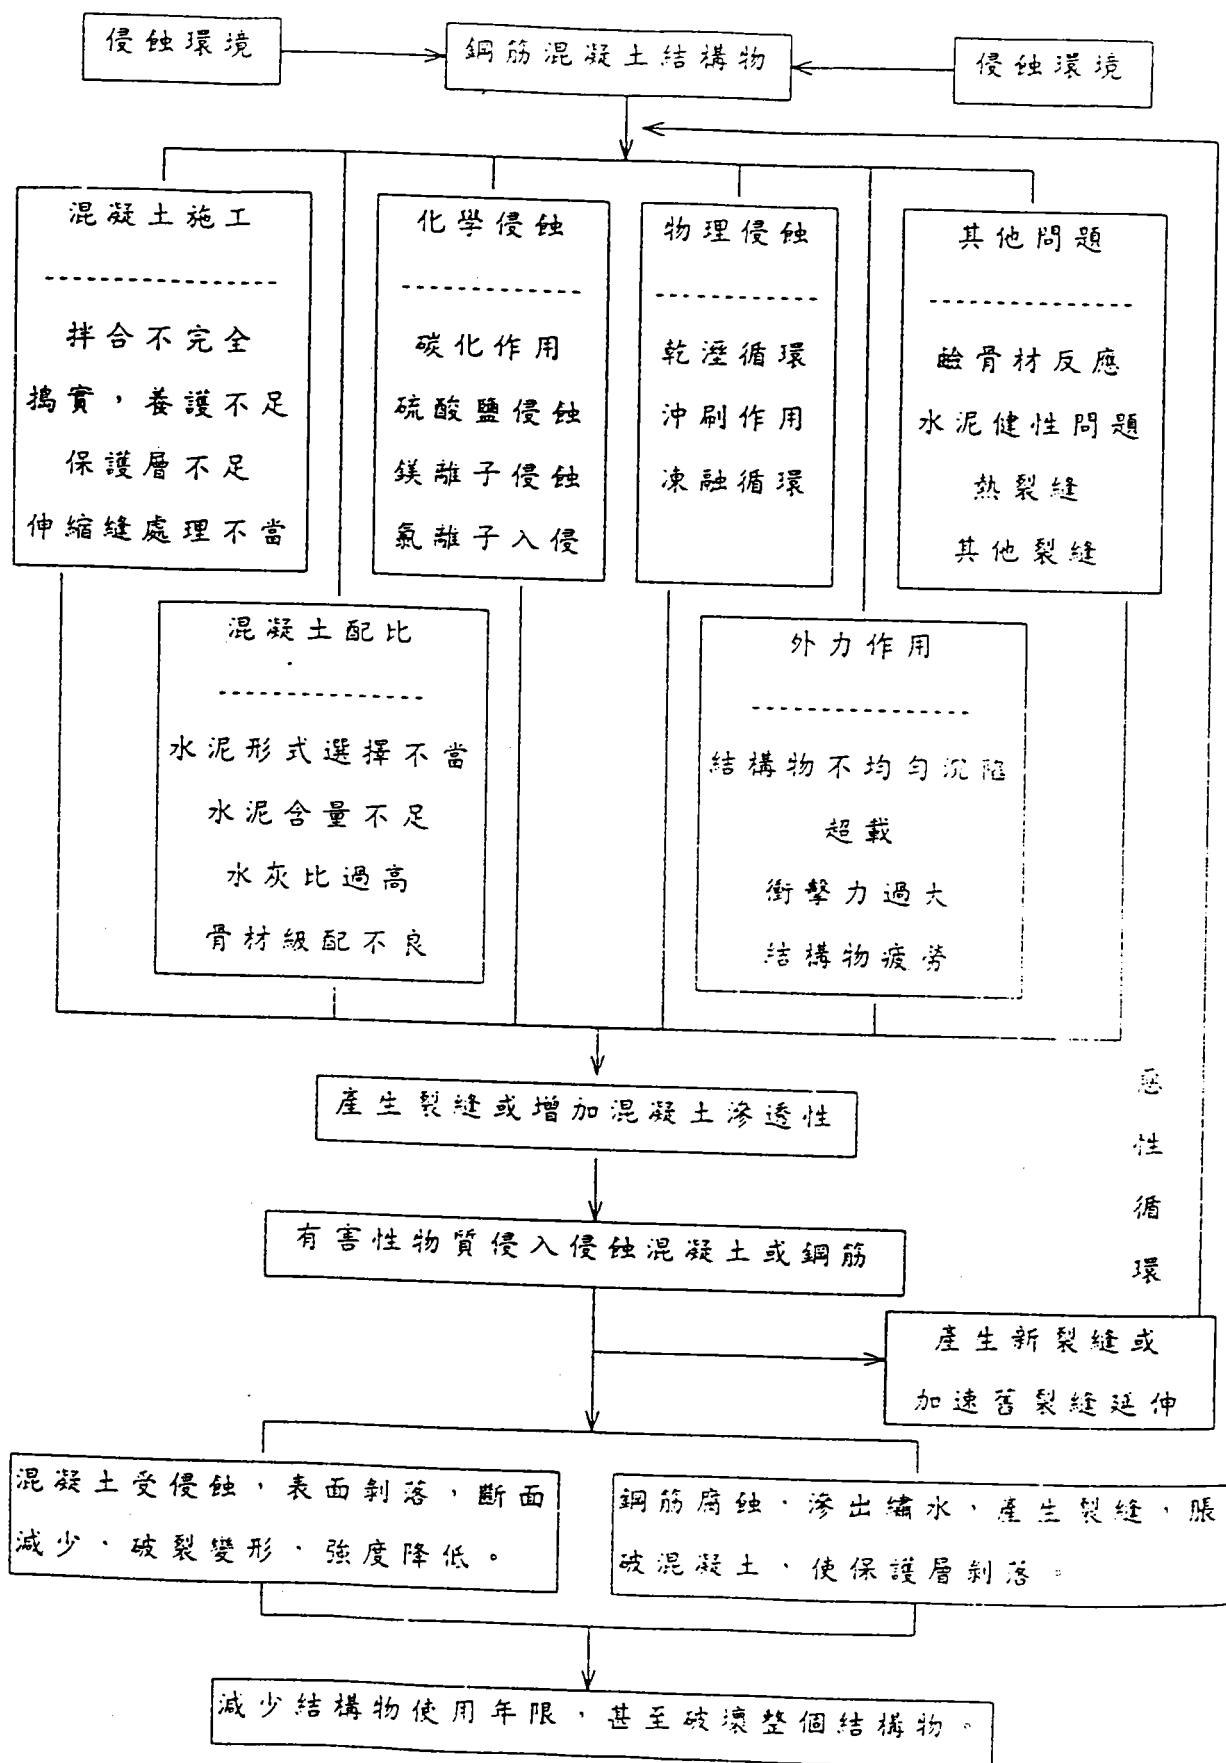 侵蝕環境
鋼筋混凝土結構物
侵蝕環境
混凝土施工
拌合不完全
搗實，養護不足
保護層不足
伸縮縫處理不當
化學侵蝕
碳化作用
硫酸鹽侵蝕
鎂離子侵蝕
氯離子入侵
物理侵蝕
乾溼循環
沖刷作用
凍融循環
其他問題
鹼骨材反應
水泥健性問題
熱裂縫
其他裂縫
混凝土配比
水泥形式選擇不當
水泥含量不足
水灰比過高
骨材級配不良
外力作用
結構物不均勻沉陷
超載
衝擊力過大
結構物疲勞
產生裂縫或增加混凝土滲透性
有害性物質侵入侵蝕混凝土或鋼筋
惡性循環
產生新裂縫或
加速舊裂縫延伸
混凝土受侵蝕，表面剝落，斷面
減少，破裂變形，強度降低。
鋼筋腐蝕，滲出繡水，產生裂縫，脹
破混凝土，使保護層剝落。
減少結構物使用年限，甚至破壞整個結構物。